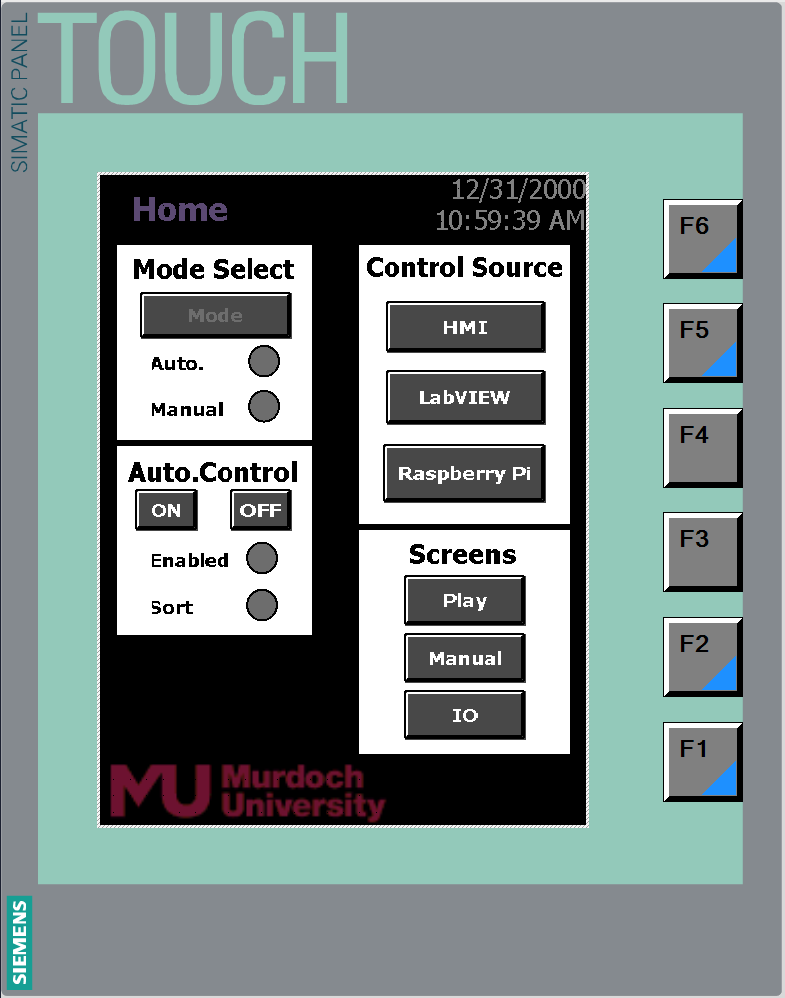 SIMATIC PANEL
TOUCH
Home
12/31/2000
10:59:39 AM
Mode Select
Mode
Auto.
Manual
Auto.Control
ON
OFF
Enabled
Sort
Control Source
HMI
LabVIEW
Raspberry Pi
Screens
Play
Manual
IO
MU
Murdoch
University
F6
F5
F4
F3
F2
F1
SIEMENS